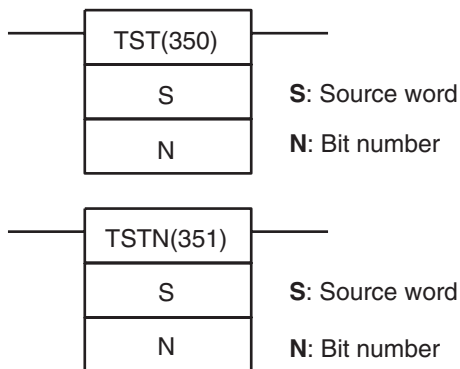 TST(350)
S S: Source word
N N: Bit number
TSTN(351)
S S: Source word
N N: Bit number